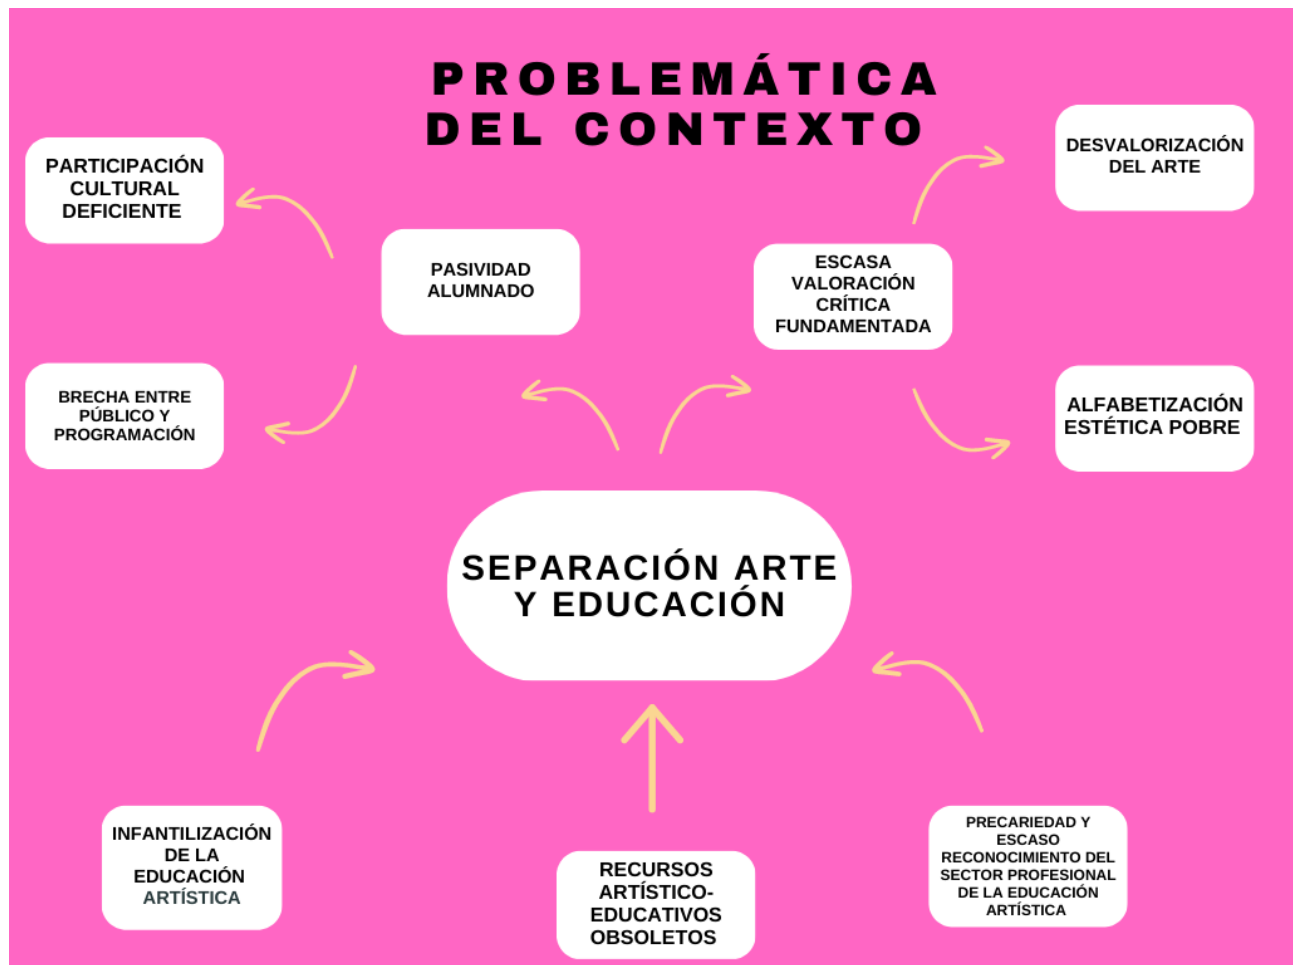 PROBLEMÁTICA
DEL CONTEXTO
PARTICIPACIÓN
CULTURAL
DEFICIENTE
PASIVIDAD
ALUMNADO
ESCASA
VALORACIÓN
CRÍTICA
FUNDAMENTADA
DESVALORIZACIÓN
DEL ARTE
BRECHA ENTRE
PÚBLICO Y
PROGRAMACIÓN
ALFABETIZACIÓN
ESTÉTICA POBRE
SEPARACIÓN ARTE
Y EDUCACIÓN
INFANTILIZACIÓN
DE LA
EDUCACIÓN
ARTÍSTICA
RECURSOS
ARTÍSTICO-
EDUCATIVOS
OBSOLETOS
PRECARIEDAD Y
ESCASO
RECONOCIMIENTO DEL
SECTOR PROFESIONAL
DE LA EDUCACIÓN
ARTÍSTICA